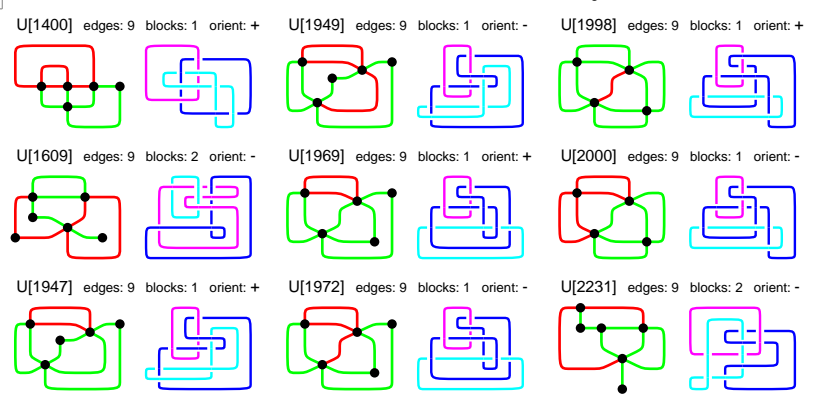 U[1400] edges: 9 blocks: 1 orient: +
U[1949] edges: 9 blocks: 1 orient: -
U[1998] edges: 9 blocks: 1 orient: +
U[1609] edges: 9 blocks: 2 orient: -
U[1969] edges: 9 blocks: 1 orient: +
U[2000] edges: 9 blocks: 1 orient: -
U[1947] edges: 9 blocks: 1 orient: +
U[1972] edges: 9 blocks: 1 orient: -
U[2231] edges: 9 blocks: 2 orient: -